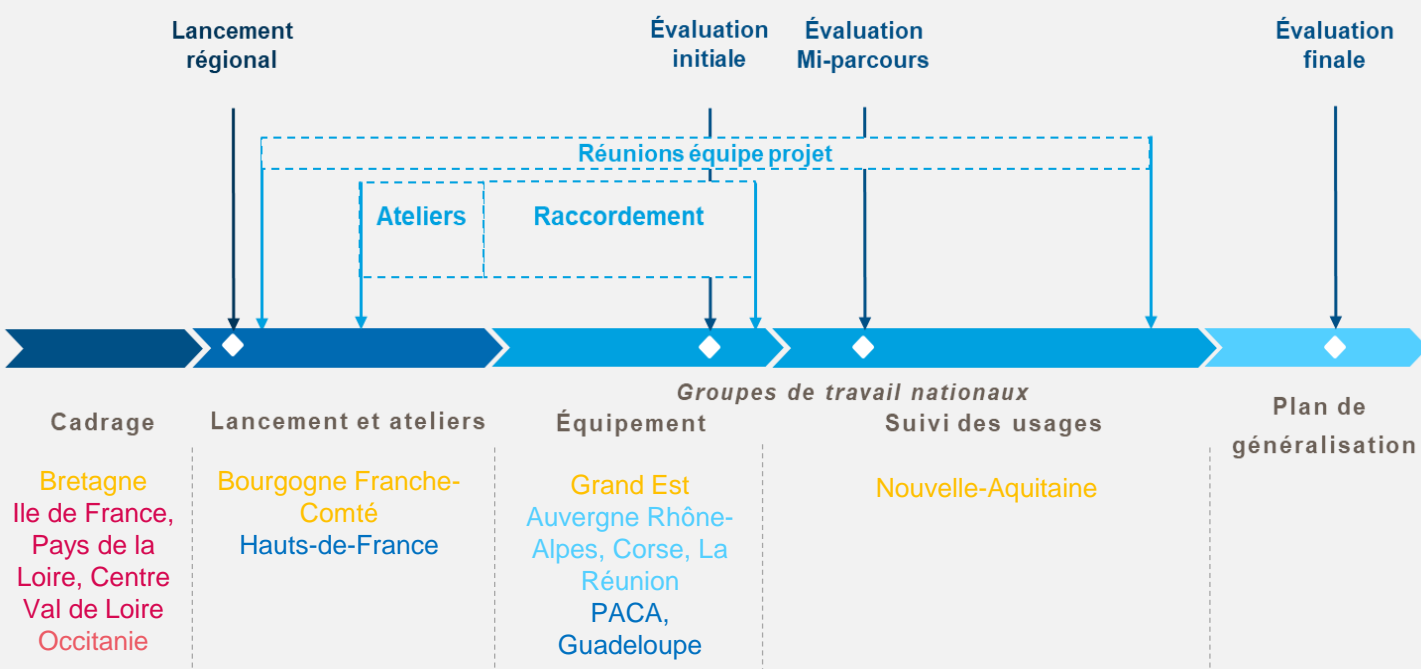 Lancement
régional
Évaluation
initiale
Évaluation
Mi-parcours
Évaluation
finale
Réunions équipe projet
Ateliers
Raccordement
Groupes de travail nationaux
Cadrage
Lancement et ateliers
Équipement
Suivi des usages
Plan de
généralisation
Bretagne
Ile de France,
Pays de la
Loire, Centre
Val de Loire
Occitanie
Bourgogne Franche-
Comté
Hauts-de-France
Grand Est
Auvergne Rhône-
Alpes, Corse, La
Réunion
PACA,
Guadeloupe
Nouvelle-Aquitaine